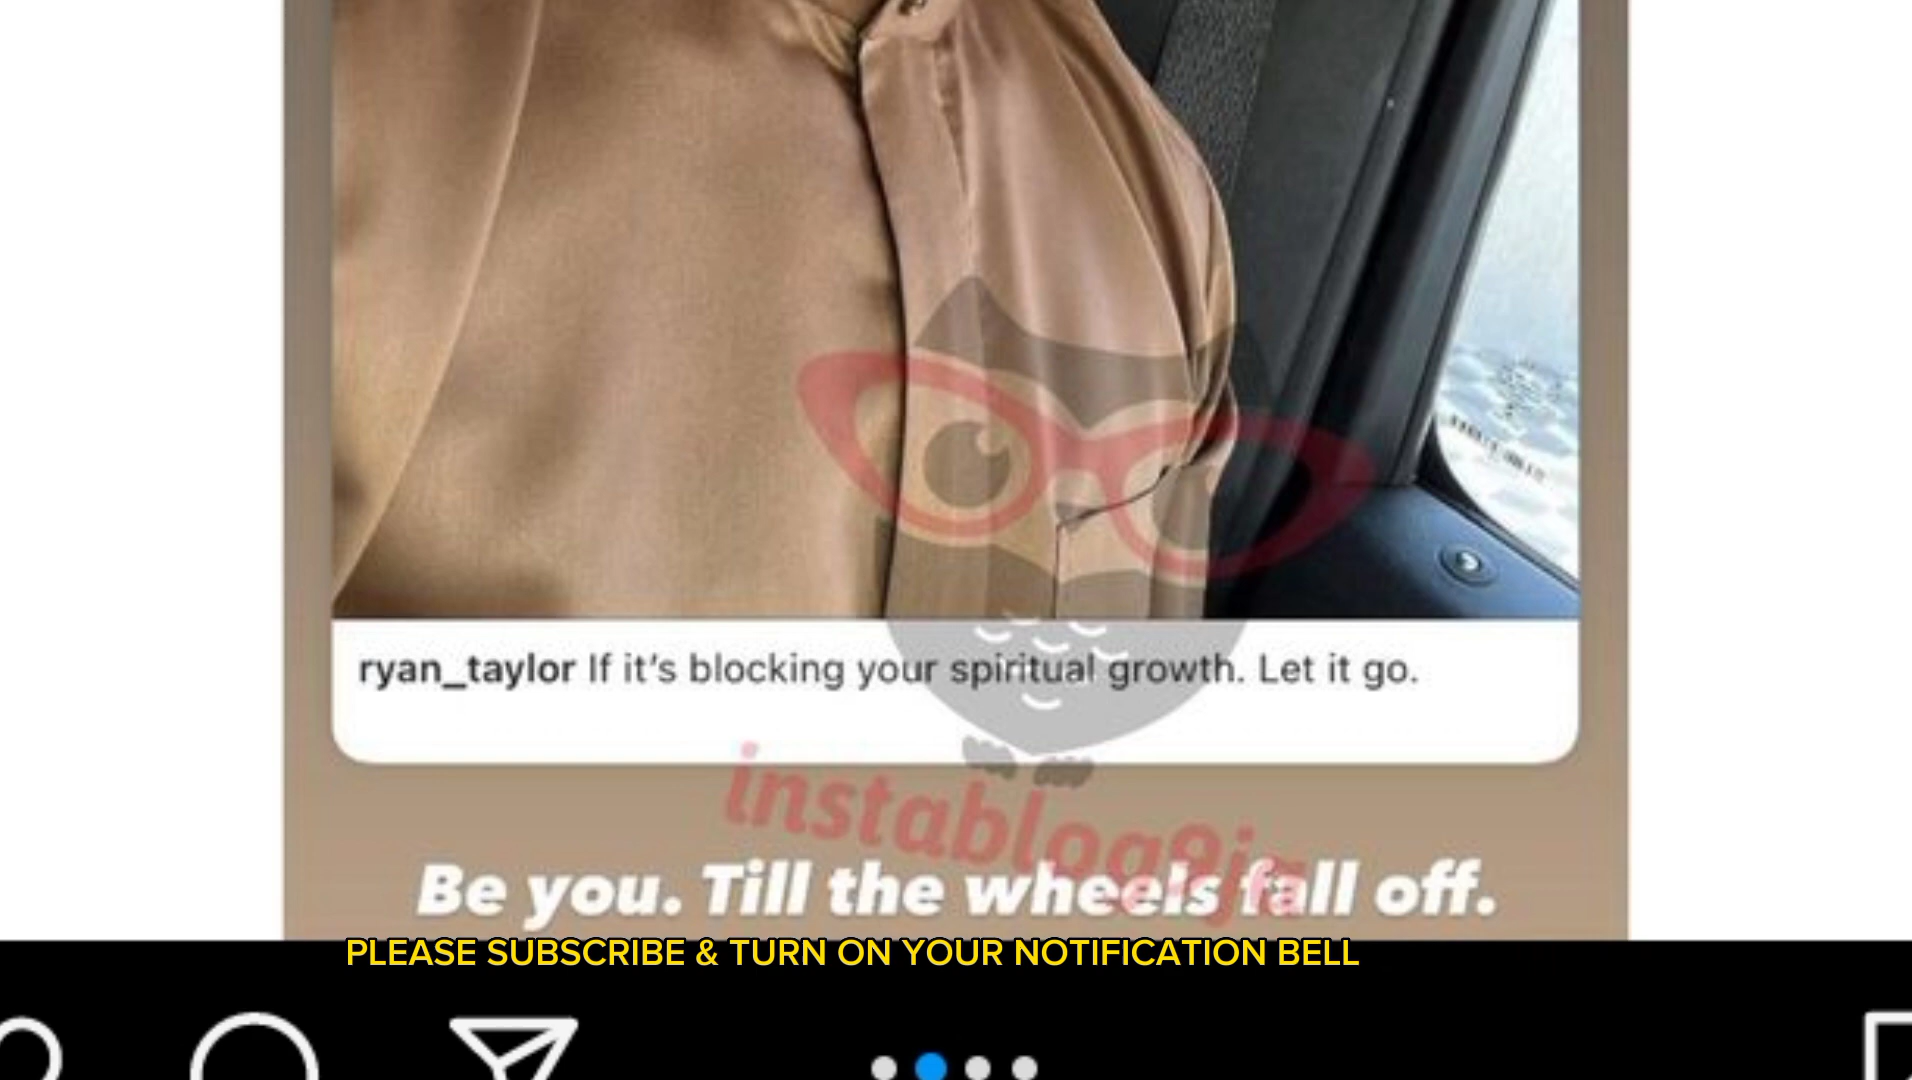 ryan_taylor If it's blocking your spiritual growth. Let it go.
instablog9ja
Be you. Till the wheels fall off.
PLEASE SUBSCRIBE & TURN ON YOUR NOTIFICATION BELL